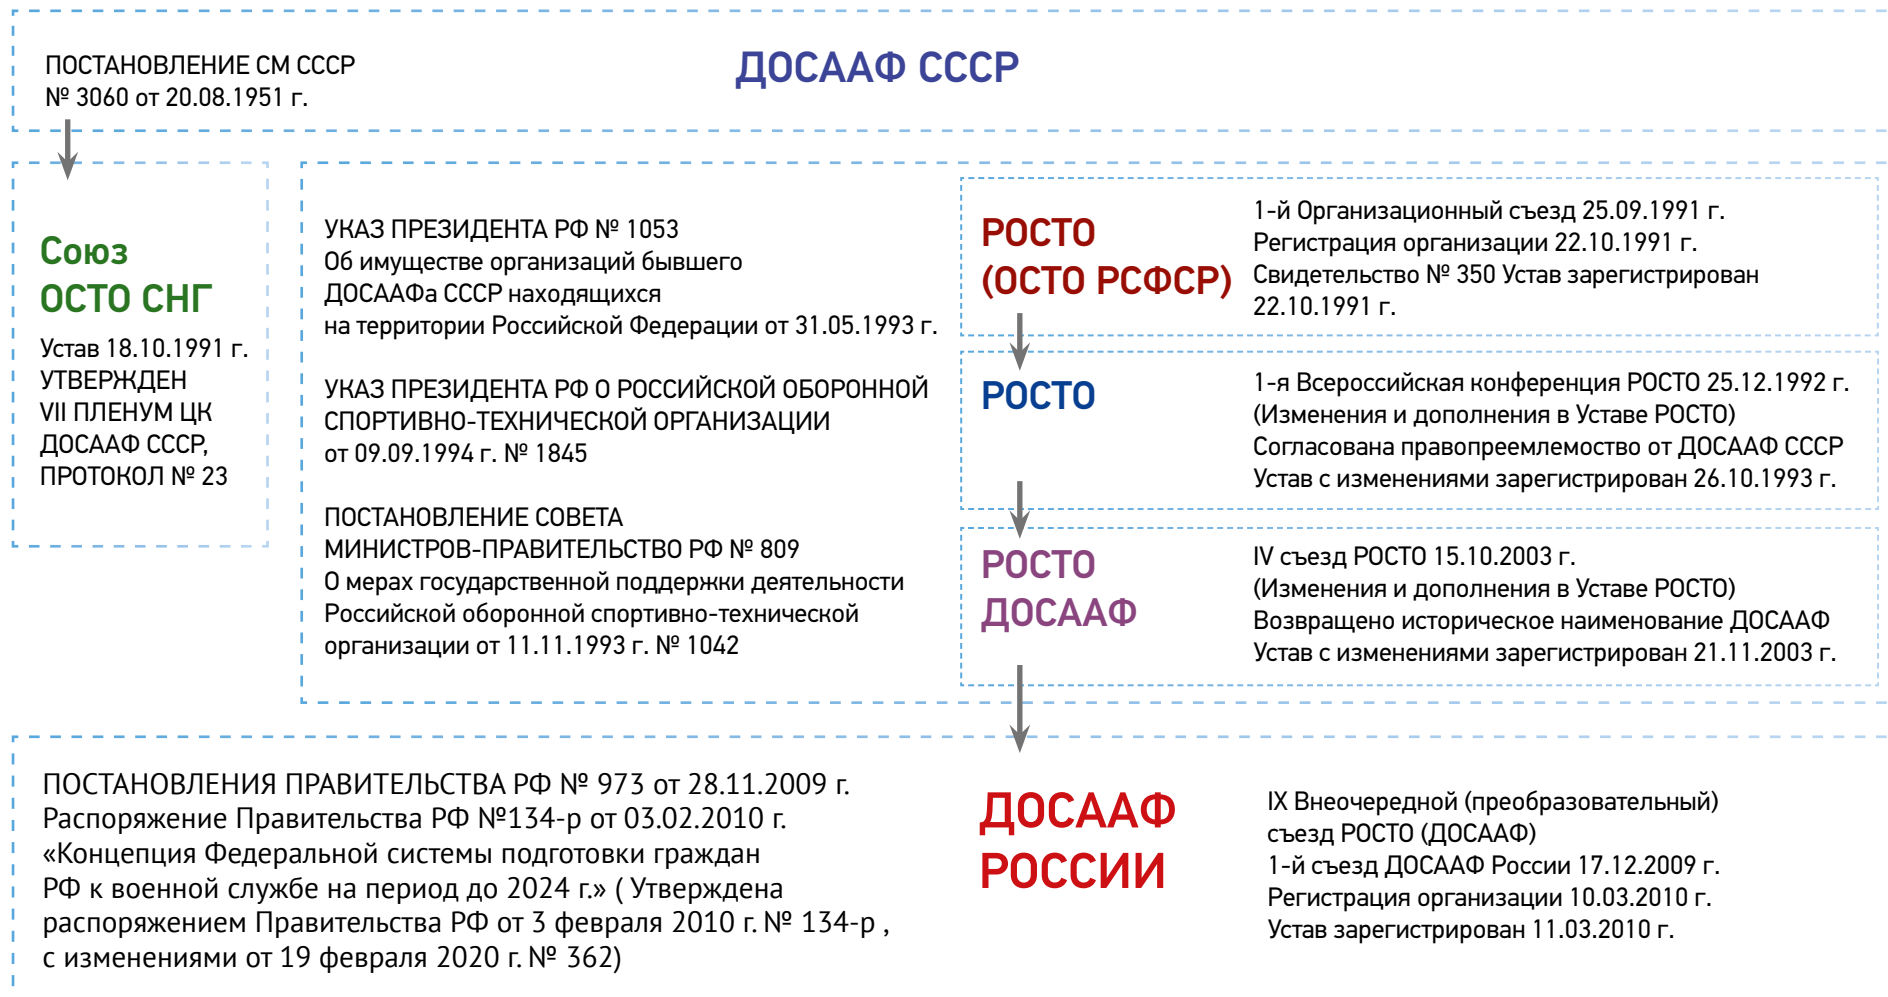 ПОСТАНОВЛЕНИЕ СМ СССР
№ 3060 от 20.08.1951 г.
ДОСААФ СССР
Союз
ОСТО СНГ
Устав 18.10.1991 г.
УТВЕРЖДЕН
VII ПЛЕНУМ ЦК
ДОСААФ СССР,
ПРОТОКОЛ № 23
УКАЗ ПРЕЗИДЕНТА РФ № 1053
Об имуществе организаций бывшего
ДОСААФа СССР находящихся
на территории Российской Федерации от 31.05.1993 г.
УКАЗ ПРЕЗИДЕНТА РФ О РОССИЙСКОЙ ОБОРОННОЙ
СПОРТИВНО-ТЕХНИЧЕСКОЙ ОРГАНИЗАЦИИ
от 09.09.1994 г. № 1845
ПОСТАНОВЛЕНИЕ СОВЕТА
МИНИСТРОВ-ПРАВИТЕЛЬСТВО РФ № 809
О мерах государственной поддержки деятельности
Российской оборонной спортивно-технической
организации от 11.11.1993 г. № 1042
РОСТО
(ОСТО РСФСР)
1-й Организационный съезд 25.09.1991 г.
Регистрация организации 22.10.1991 г.
Свидетельство № 350 Устав зарегистрирован
22.10.1991 г.
РОСТО
1-я Всероссийская конференция РОСТО 25.12.1992 г.
(Изменения и дополнения в Уставе РОСТО)
Согласована правопреемлемоство от ДОСААФ СССР
Устав с изменениями зарегистрирован 26.10.1993 г.
РОСТО
ДОСААФ
IV съезд РОСТО 15.10.2003 г.
(Изменения и дополнения в Уставе РОСТО)
Возвращено историческое наименование ДОСААФ
Устав с изменениями зарегистрирован 21.11.2003 г.
ПОСТАНОВЛЕНИЯ ПРАВИТЕЛЬСТВА РФ № 973 от 28.11.2009 г.
Распоряжение Правительства РФ №134-р от 03.02.2010 г.
«Концепция Федеральной системы подготовки граждан
РФ к военной службе на период до 2024 г.» ( Утверждена
распоряжением Правительства РФ от 3 февраля 2010 г. № 134-р ,
с изменениями от 19 февраля 2020 г. № 362)
ДОСААФ
РОССИИ
IX Внеочередной (преобразовательный)
съезд РОСТО (ДОСААФ)
1-й съезд ДОСААФ России 17.12.2009 г.
Регистрация организации 10.03.2010 г.
Устав зарегистрирован 11.03.2010 г.